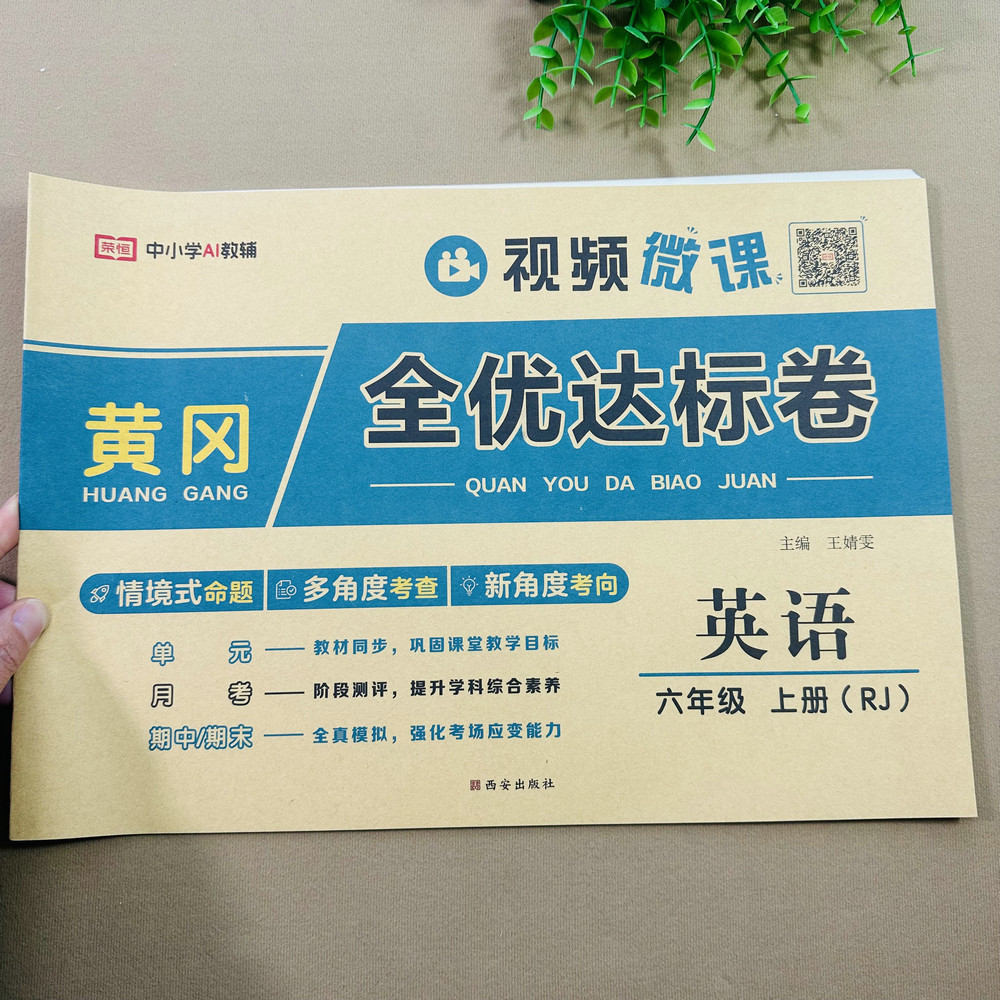 荣恒 中小学AI教辅
视频微课
黄冈
HUANG GANG
全优达标卷
QUAN YOU DA BIAO JUAN
主编 王婧雯
情境式命题 多角度考查 新角度考向
单元 —— 教材同步，巩固课堂教学目标
月考 —— 阶段测评，提升学科综合素养
期中/期末 —— 全真模拟，强化考场应变能力
英语
六年级 上册（RJ）
西安出版社